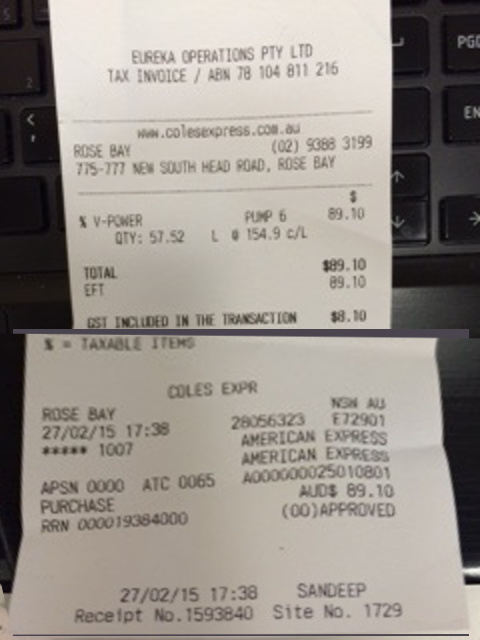 EUREKA OPERATIONS PTY LTD
TAX INVOICE / ABN 78 104 811 216
www.colesexpress.com.au
ROSE BAY (02) 9388 3199
775-777 NEW SOUTH HEAD ROAD, ROSE BAY
$
% V-POWER PUMP 6 89.10
QTY: 57.52 L @ 154.9 c/L
TOTAL $89.10
EFT 89.10
GST INCLUDED IN THE TRANSACTION $8.10
% = TAXABLE ITEMS
COLES EXPR
ROSE BAY NSW AU
27/02/15 17:38 28056323 E72901
***** 1007 AMERICAN EXPRESS
AMERICAN EXPRESS
APSN 0000 ATC 0065 A000000025010801
PURCHASE AUD$ 89.10
RRN 000019384000 (00)APPROVED
27/02/15 17:38 SANDEEP
Receipt No.1593840 Site No. 1729
PG
EN